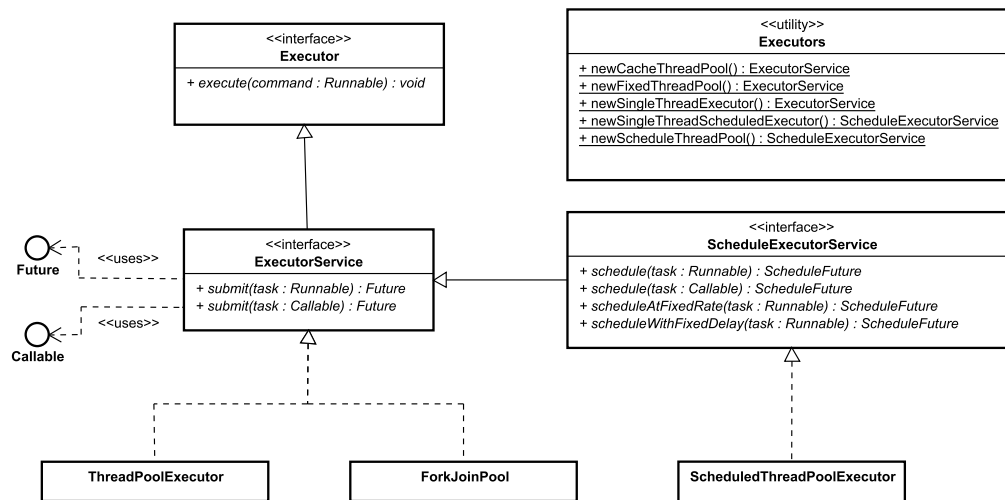 <<interface>>
Executor
+ execute(command : Runnable) : void
<<utility>>
Executors
+ newCacheThreadPool() : ExecutorService
+ newFixedThreadPool() : ExecutorService
+ newSingleThreadExecutor() : ExecutorService
+ newSingleThreadScheduledExecutor() : ScheduleExecutorService
+ newScheduleThreadPool() : ScheduleExecutorService
Future
<<uses>>
<<uses>>
Callable
<<interface>>
ExecutorService
+ submit(task : Runnable) : Future
+ submit(task : Callable) : Future
<<interface>>
ScheduleExecutorService
+ schedule(task : Runnable) : ScheduleFuture
+ schedule(task : Callable) : ScheduleFuture
+ scheduleAtFixedRate(task : Runnable) : ScheduleFuture
+ scheduleWithFixedDelay(task : Runnable) : ScheduleFuture
ThreadPoolExecutor
ForkJoinPool
ScheduledThreadPoolExecutor